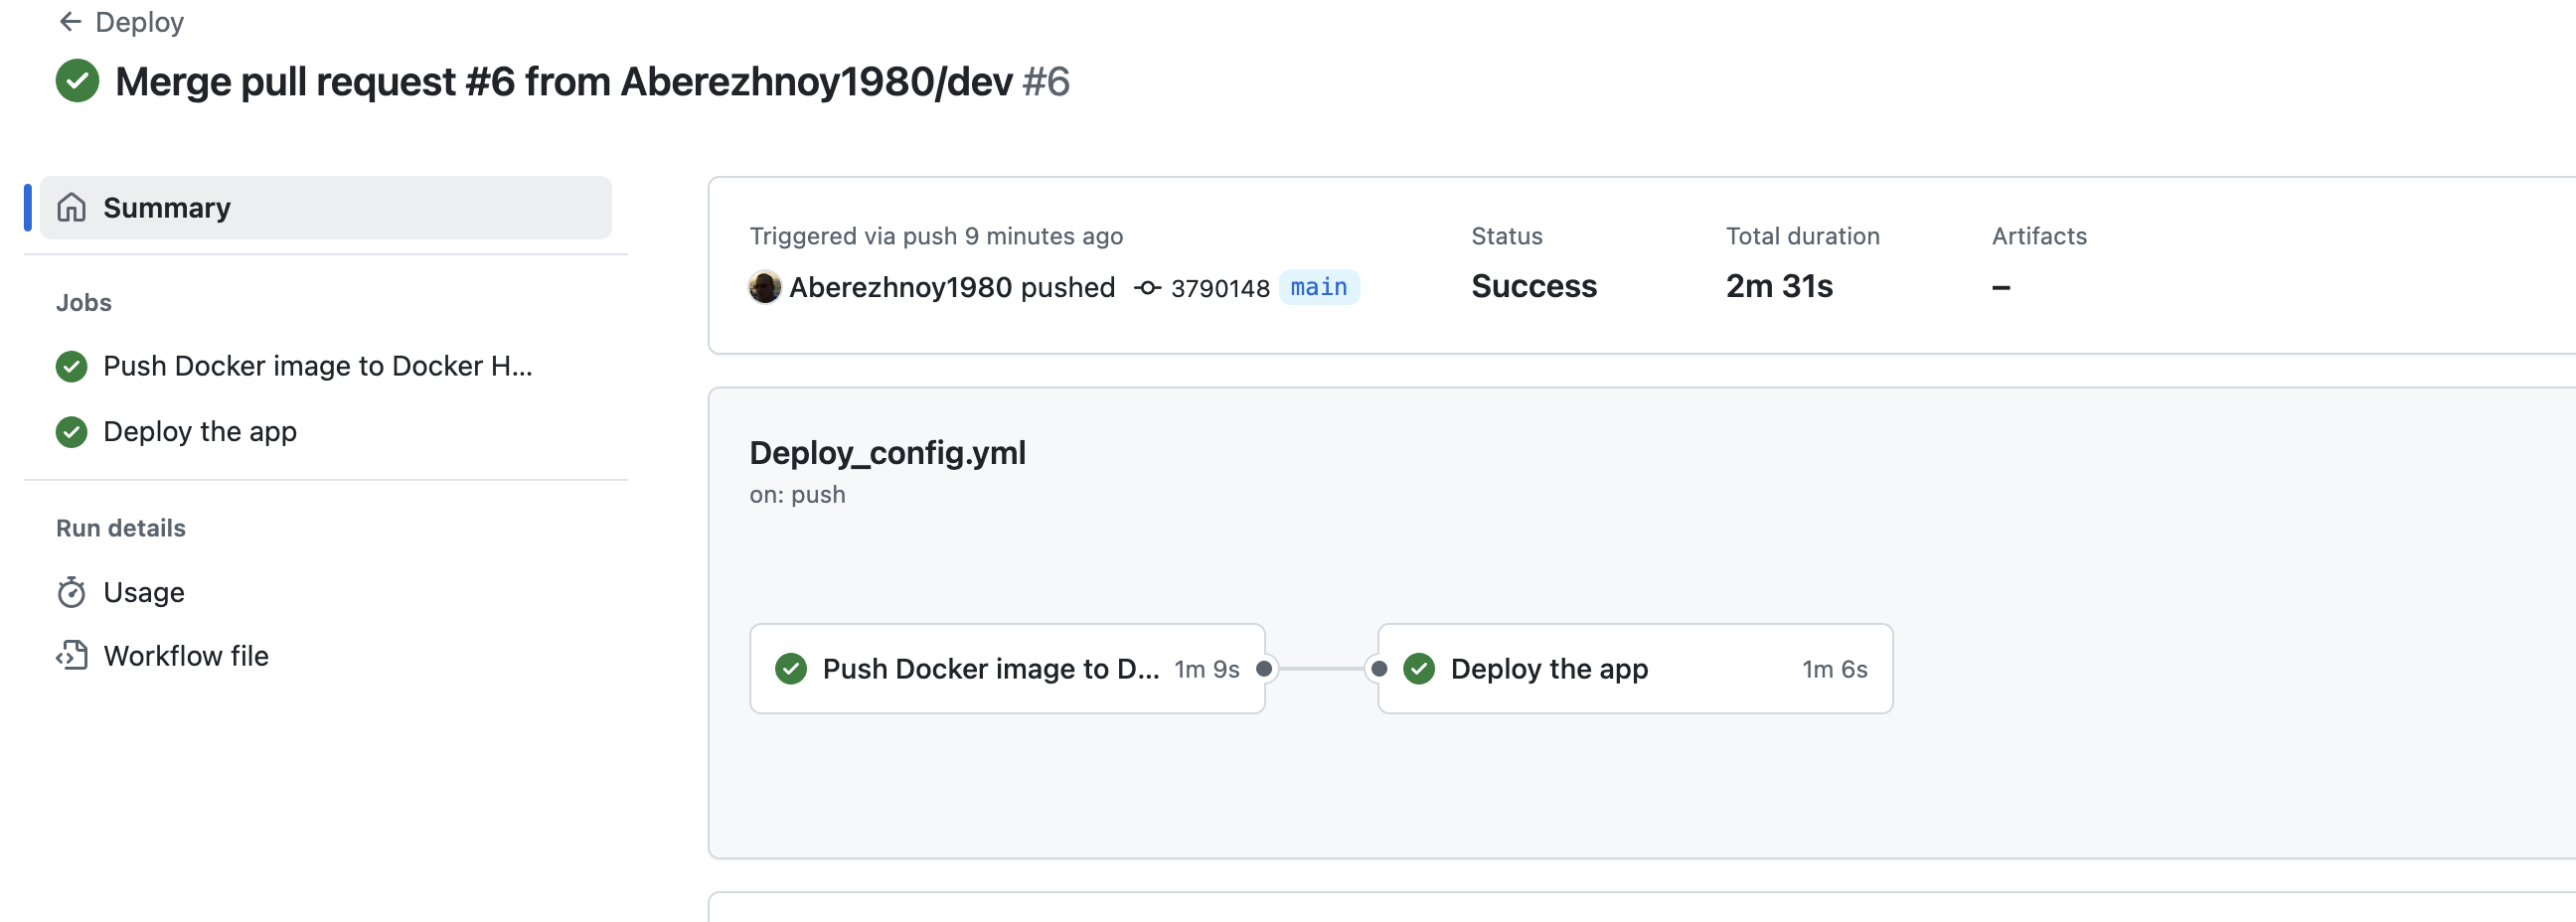 Deploy
Merge pull request #6 from Aberezhnoy1980/dev #6
Summary
Jobs
Push Docker image to Docker H...
Deploy the app
Run details
Usage
Workflow file
Triggered via push 9 minutes ago
Aberezhnoy1980 pushed 3790148 main
Status
Success
Total duration
2m 31s
Artifacts
–
Deploy_config.yml
on: push
Push Docker image to D... 1m 9s
Deploy the app 1m 6s